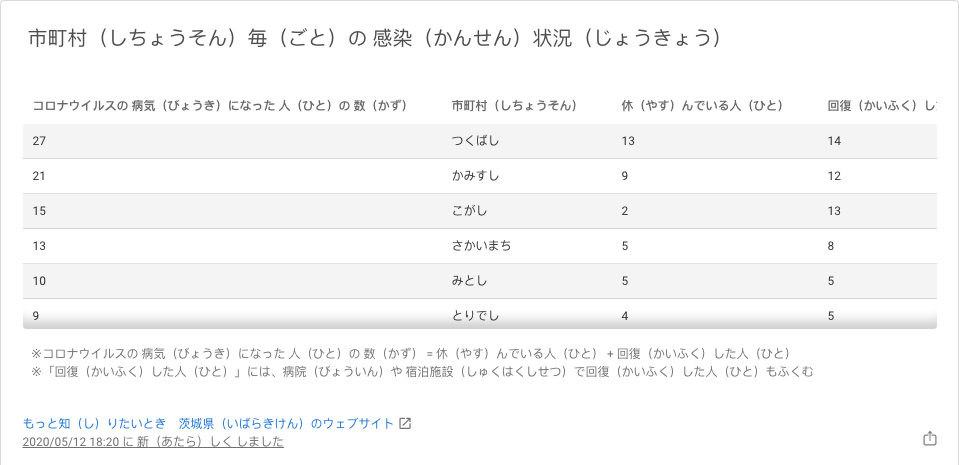 市町村（しちょうそん）毎（ごと）の 感染（かんせん）状況（じょうきょう）
コロナウイルスの 病気（びょうき）になった 人（ひと）の 数（かず） 市町村（しちょうそん） 休（やす）んでいる人（ひと） 回復（かいふく）し
27 つくばし 13 14
21 かみすし 9 12
15 こがし 2 13
13 さかいまち 5 8
10 みとし 5 5
9 とりでし 4 5
※コロナウイルスの 病気（びょうき）になった 人（ひと）の 数（かず） = 休（やす）んでいる人（ひと） + 回復（かいふく）した人（ひと）
※「回復（かいふく）した人（ひと）」には、病院（びょういん）や 宿泊施設（しゅくはくしせつ）で回復（かいふく）した人（ひと）もふくむ
もっと知（し）りたいとき　茨城県（いばらきけん）のウェブサイト
2020/05/12 18:20 に 新（あたら）しく しました